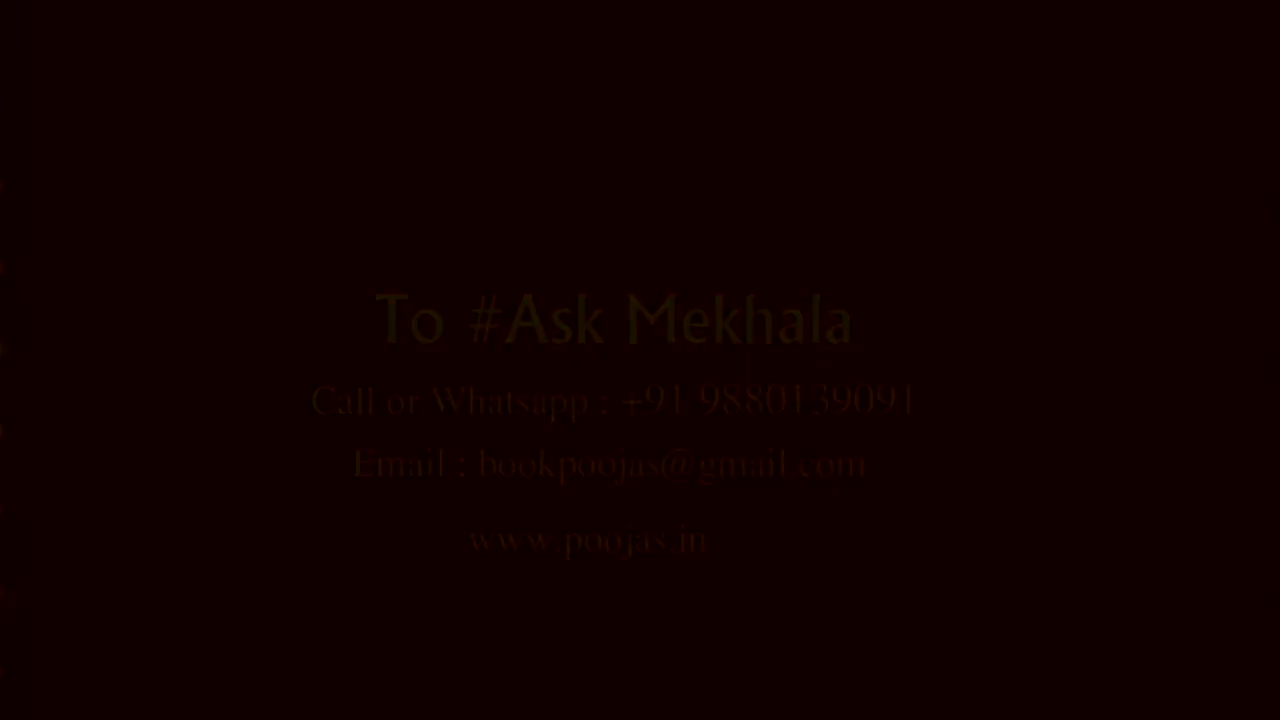 To #Ask Mekhala
Call or Whatsapp : +91 9880139091
Email : bookpoojas@gmail.com
www.poojas.in